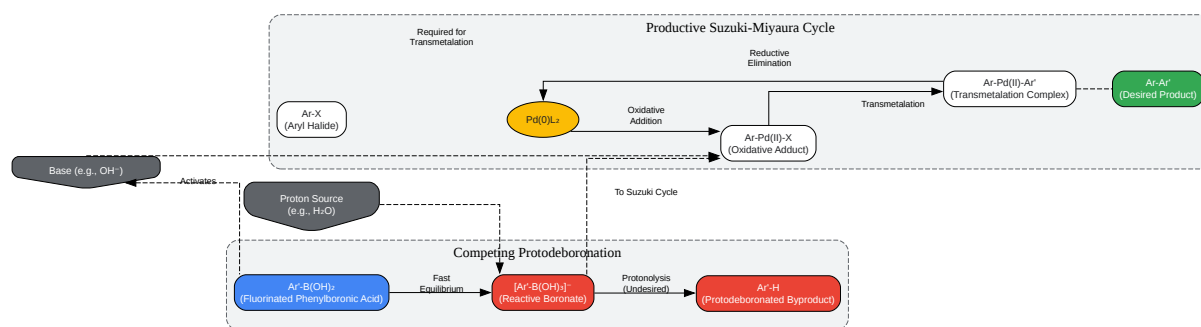 Required for
Transmetalation
Productive Suzuki-Miyaura Cycle
Reductive
Elimination
Ar-Pd(II)-Ar'
(Transmetalation Complex)
Ar-Ar'
(Desired Product)
Ar-X
(Aryl Halide)
Pd(0)L₂
Oxidative
Addition
Transmetalation
Ar-Pd(II)-X
(Oxidative Adduct)
Base (e.g., OH⁻)
Activates
Proton Source
(e.g., H₂O)
To Suzuki Cycle
Competing Protodeboronation
Ar'-B(OH)₂
(Fluorinated Phenylboronic Acid)
Fast
Equilibrium
[Ar'-B(OH)₃]⁻
(Reactive Boronate)
Protonolysis
(Undesired)
Ar'-H
(Protodeboronated Byproduct)